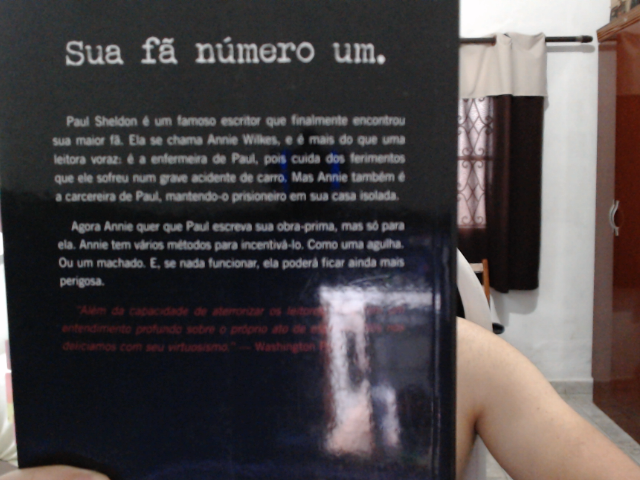 Sua fã número um.
Paul Sheldon é um famoso escritor que finalmente encontrou
sua maior fã. Ela se chama Annie Wilkes, e é mais do que uma
leitora voraz: é a enfermeira de Paul, pois cuida dos ferimentos
que ele sofreu num grave acidente de carro. Mas Annie também é
a carcereira de Paul, mantendo-o prisioneiro em sua casa isolada.
Agora Annie quer que Paul escreva sua obra-prima, mas só para
ela. Annie tem vários métodos para incentivá-lo. Como uma agulha.
Ou um machado. E, se nada funcionar, ela poderá ficar ainda mais
perigosa.
"Além da capacidade de aterrorizar os leitores
entendimento profundo sobre o próprio ato de
deliciamos com seu virtuosismo." — Washington